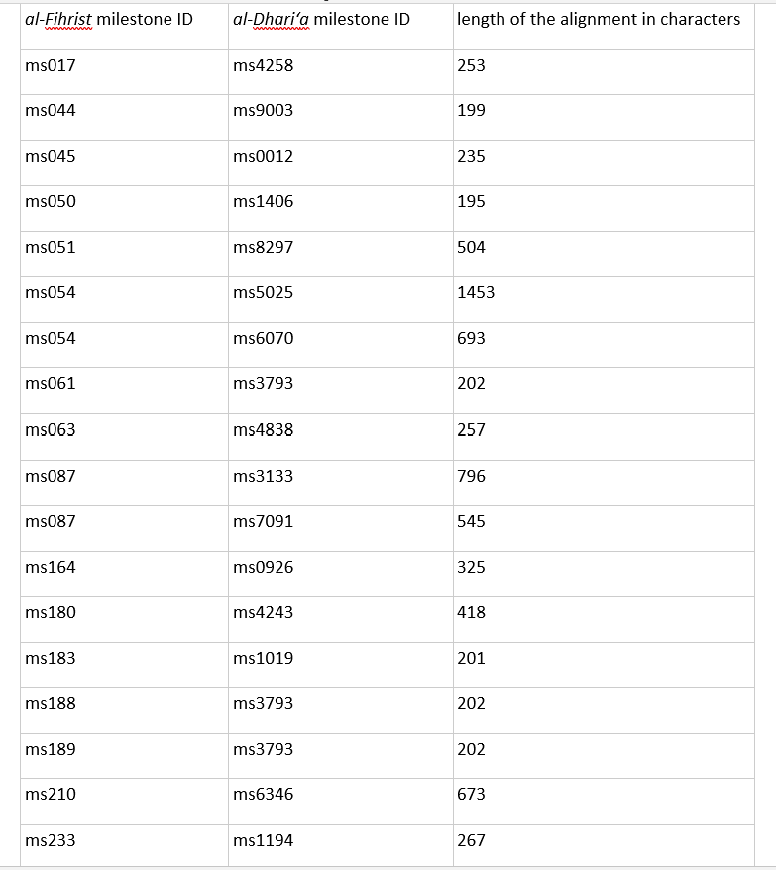 al-Fihrist milestone ID al-Dhari‘a milestone ID length of the alignment in characters
ms017 ms4258 253
ms044 ms9003 199
ms045 ms0012 235
ms050 ms1406 195
ms051 ms8297 504
ms054 ms5025 1453
ms054 ms6070 693
ms061 ms3793 202
ms063 ms4838 257
ms087 ms3133 796
ms087 ms7091 545
ms164 ms0926 325
ms180 ms4243 418
ms183 ms1019 201
ms188 ms3793 202
ms189 ms3793 202
ms210 ms6346 673
ms233 ms1194 267